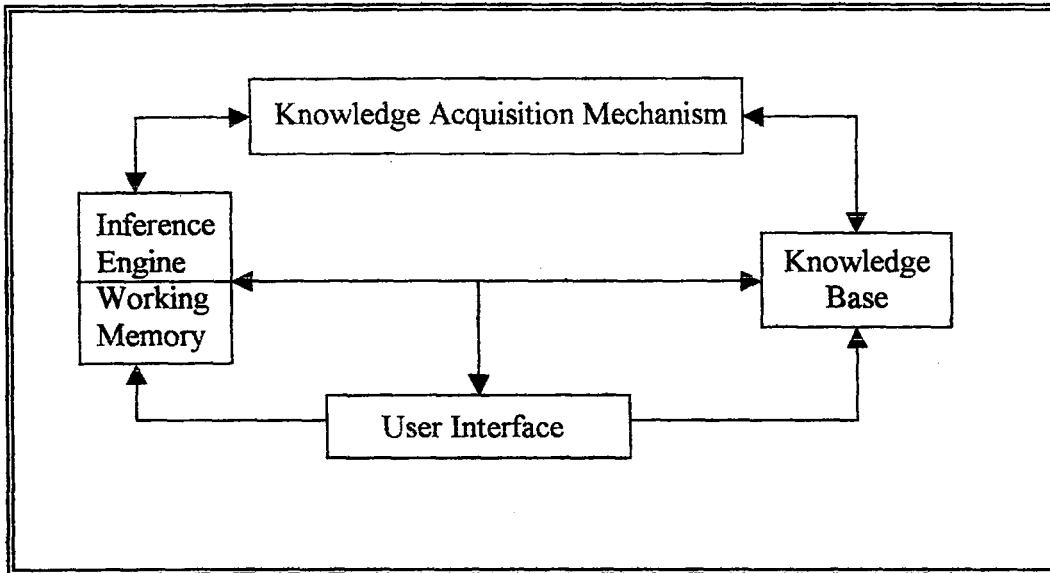 Knowledge Acquisition Mechanism
Inference
Engine
Working
Memory
Knowledge
Base
User Interface